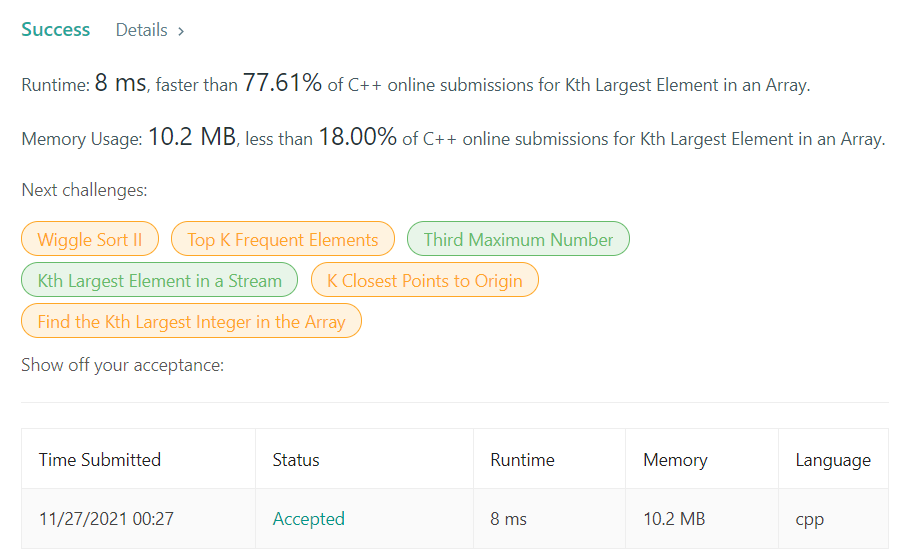 Success Details >
Runtime: 8 ms, faster than 77.61% of C++ online submissions for Kth Largest Element in an Array.
Memory Usage: 10.2 MB, less than 18.00% of C++ online submissions for Kth Largest Element in an Array.
Next challenges:
Wiggle Sort II Top K Frequent Elements Third Maximum Number
Kth Largest Element in a Stream K Closest Points to Origin
Find the Kth Largest Integer in the Array
Show off your acceptance:
Time Submitted Status Runtime Memory Language
11/27/2021 00:27 Accepted 8 ms 10.2 MB cpp